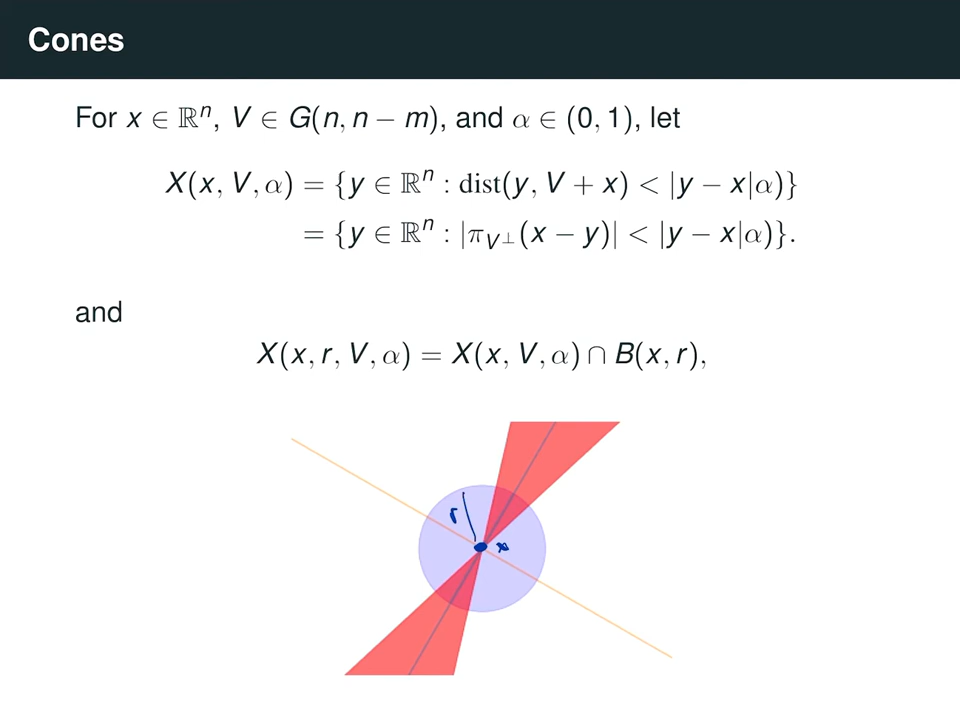 Cones
For x ∈ ℝⁿ, V ∈ G(n, n − m), and α ∈ (0, 1), let
X(x, V, α) = {y ∈ ℝⁿ : dist(y, V + x) < |y − x|α)}
= {y ∈ ℝⁿ : |π_{V^⊥}(x − y)| < |y − x|α)}.
and
X(x, r, V, α) = X(x, V, α) ∩ B(x, r),
r
x